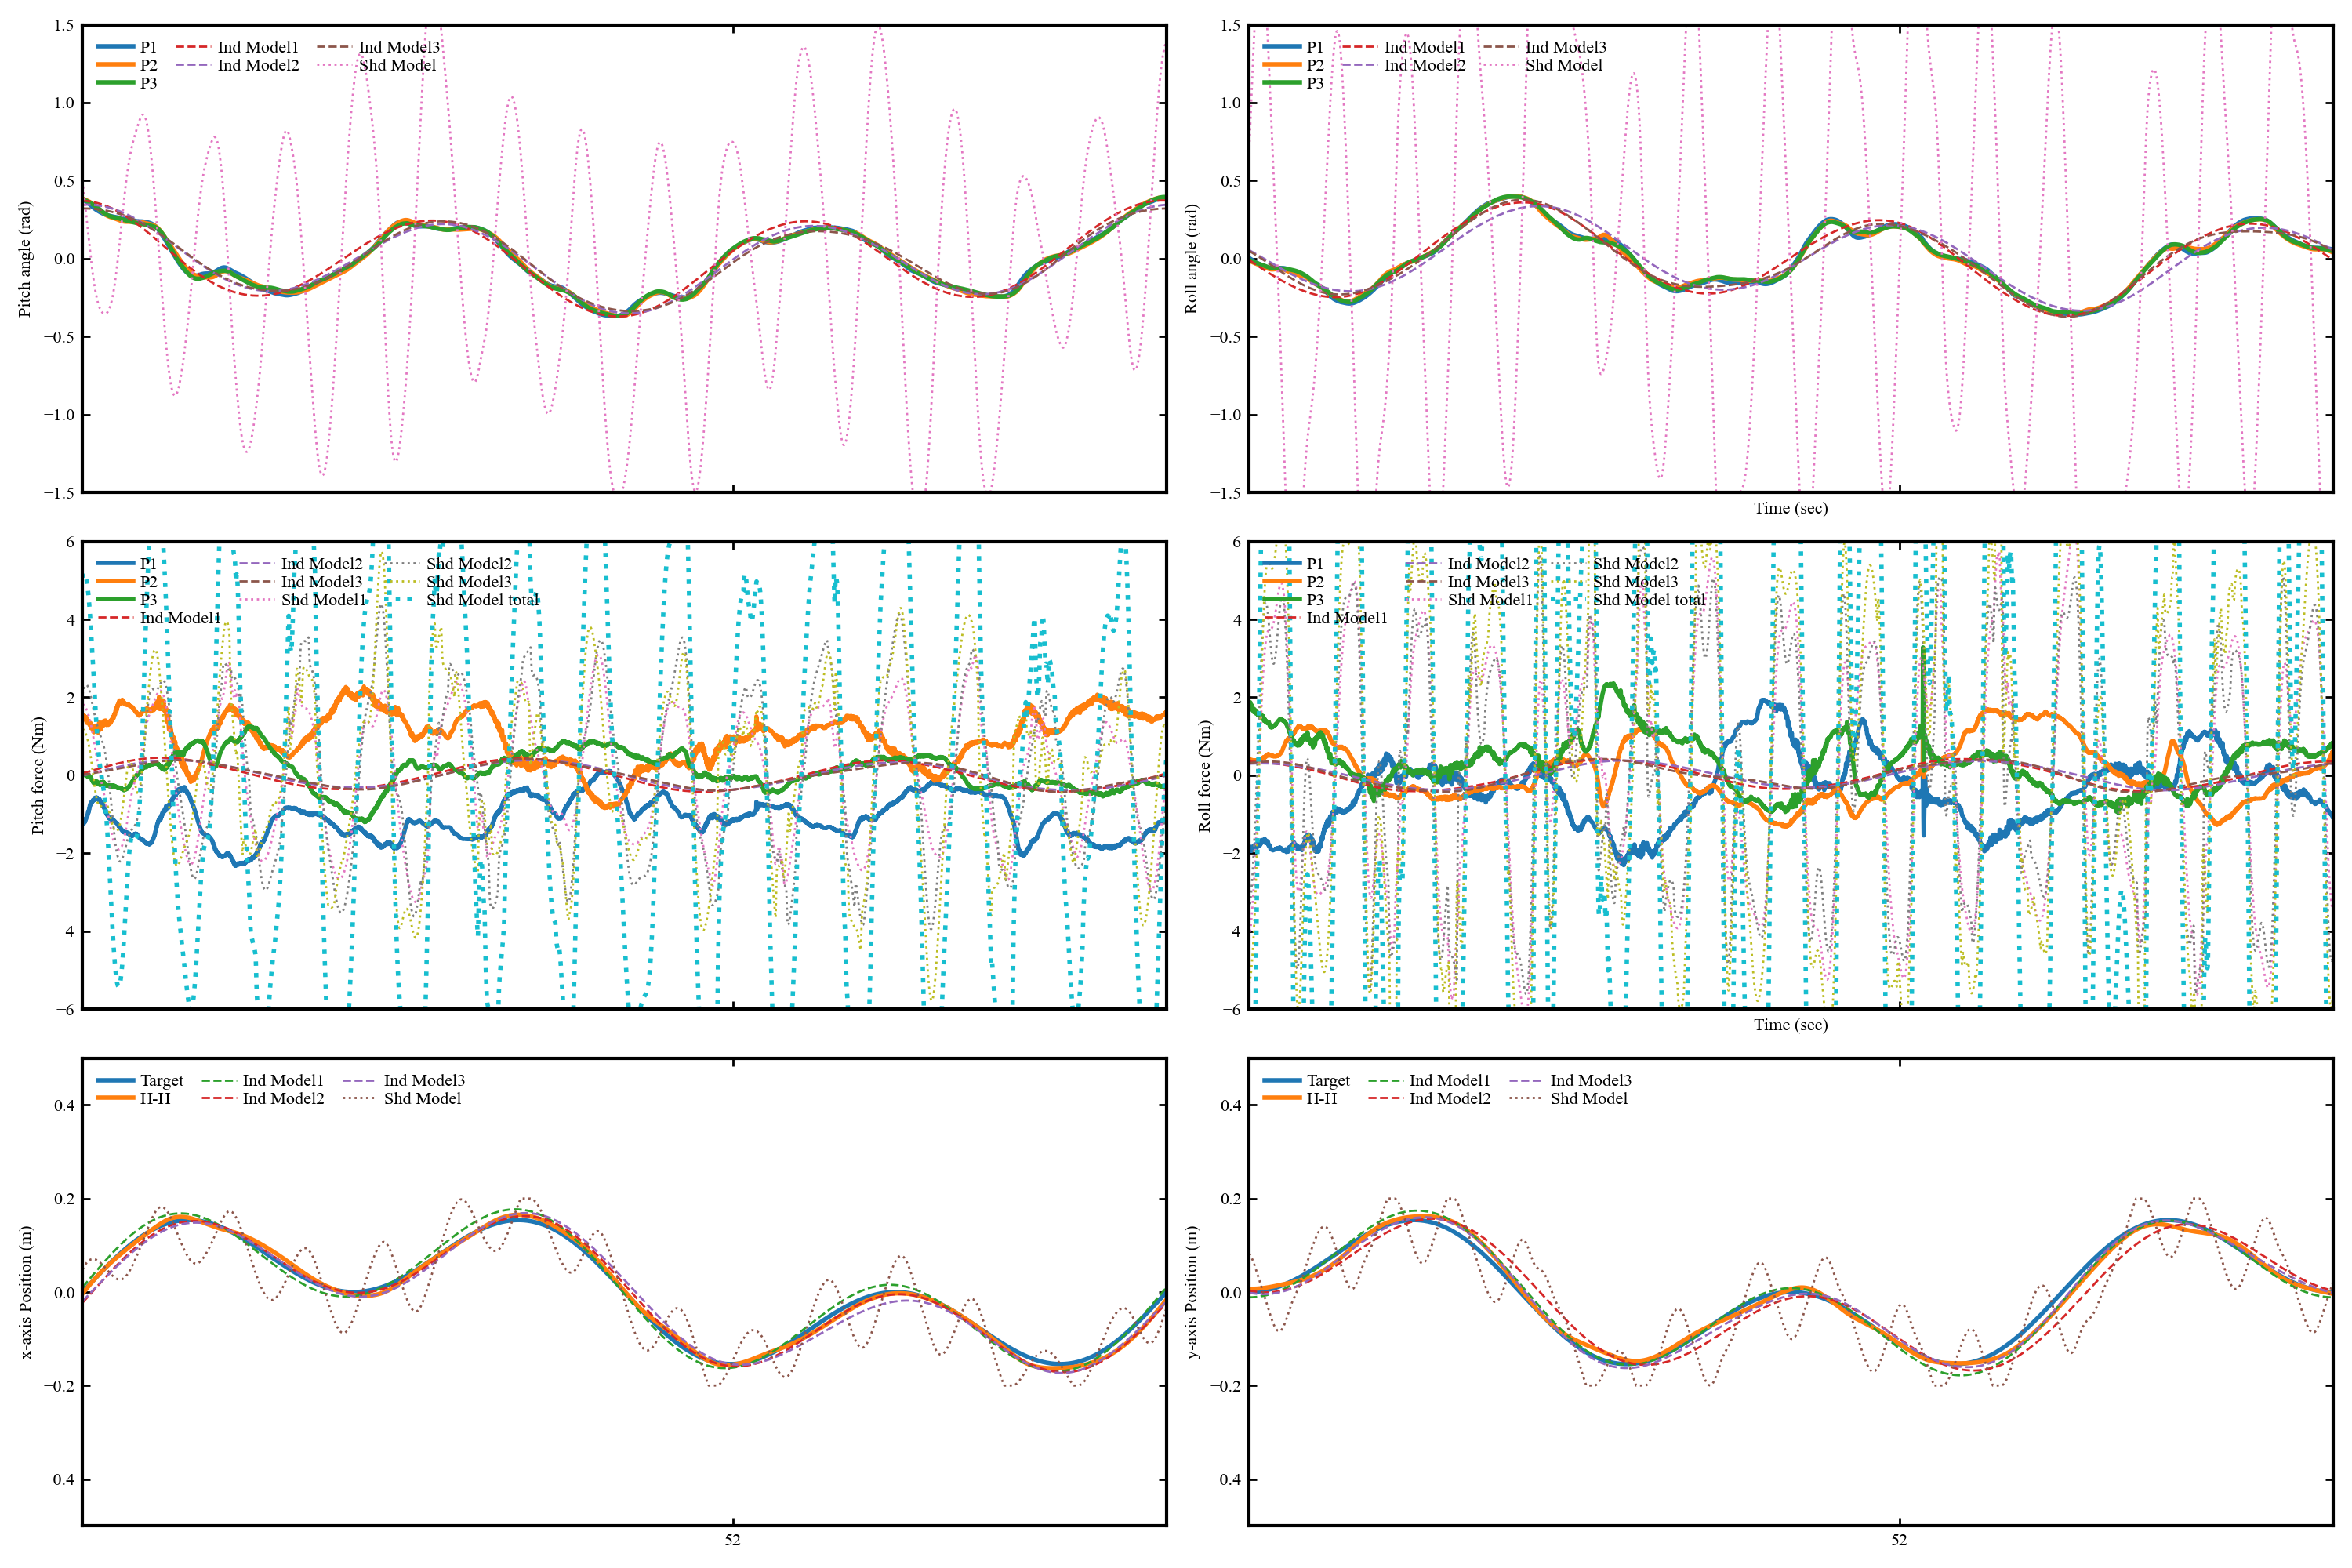 1.5
1.0
0.5
0.0
−0.5
−1.0
−1.5
Pitch angle (rad)
P1 Ind Model1 Ind Model3
P2 Ind Model2 Shd Model
P3
1.5
1.0
0.5
0.0
−0.5
−1.0
−1.5
Roll angle (rad)
P1 Ind Model1 Ind Model3
P2 Ind Model2 Shd Model
P3
Time (sec)
6
4
2
0
−2
−4
−6
Pitch force (Nm)
P1 Ind Model2 Shd Model2
P2 Ind Model3 Shd Model3
P3 Shd Model1 Shd Model total
Ind Model1
6
4
2
0
−2
−4
−6
Roll force (Nm)
P1 Ind Model2 Shd Model2
P2 Ind Model3 Shd Model3
P3 Shd Model1 Shd Model total
Ind Model1
Time (sec)
0.4
0.2
0.0
−0.2
−0.4
x-axis Position (m)
Target Ind Model1 Ind Model3
H-H Ind Model2 Shd Model
52
0.4
0.2
0.0
−0.2
−0.4
y-axis Position (m)
Target Ind Model1 Ind Model3
H-H Ind Model2 Shd Model
52